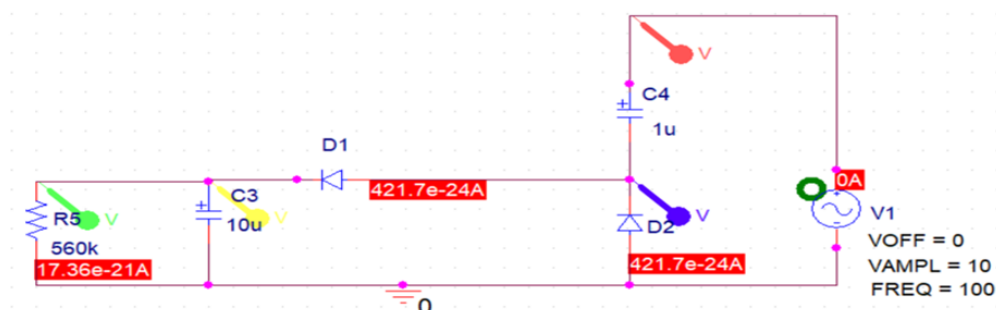 V
C4
1u
D1
421.7e-24A
0A
C3
R5
V
V
10u
560k
17.36e-21A
D2
V
V1
421.7e-24A
VOFF = 0
VAMPL = 10
FREQ = 100
0